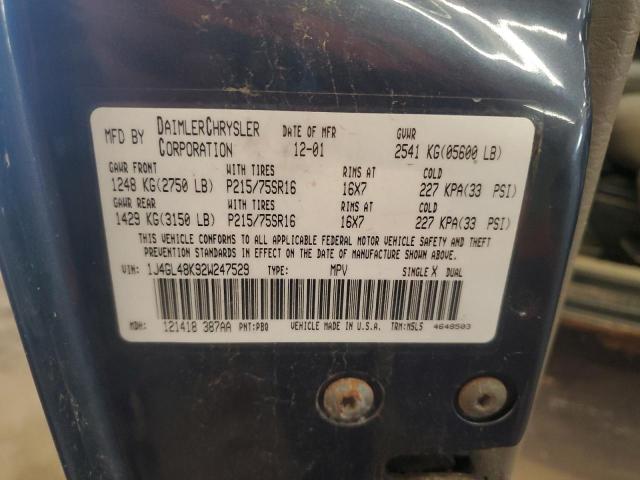 MFD BY DAIMLERCHRYSLER CORPORATION DATE OF MFR 12-01 GVWR 2541 KG(05600 LB)
GAWR FRONT WITH TIRES RIMS AT COLD
1248 KG(2750 LB) P215/75SR16 16X7 227 KPA(33 PSI)
GAWR REAR WITH TIRES RIMS AT COLD
1429 KG(3150 LB) P215/75SR16 16X7 227 KPA(33 PSI)
THIS VEHICLE CONFORMS TO ALL APPLICABLE FEDERAL MOTOR VEHICLE SAFETY AND THEFT
PREVENTION STANDARDS IN EFFECT ON THE DATE OF MANUFACTURE SHOWN ABOVE.
VIN: 1J4GL48K92W247529 TYPE: MPV SINGLE X DUAL
MDH: 121418 387AA PNT:PBQ VEHICLE MADE IN U.S.A. TRM:NSL5 4648503